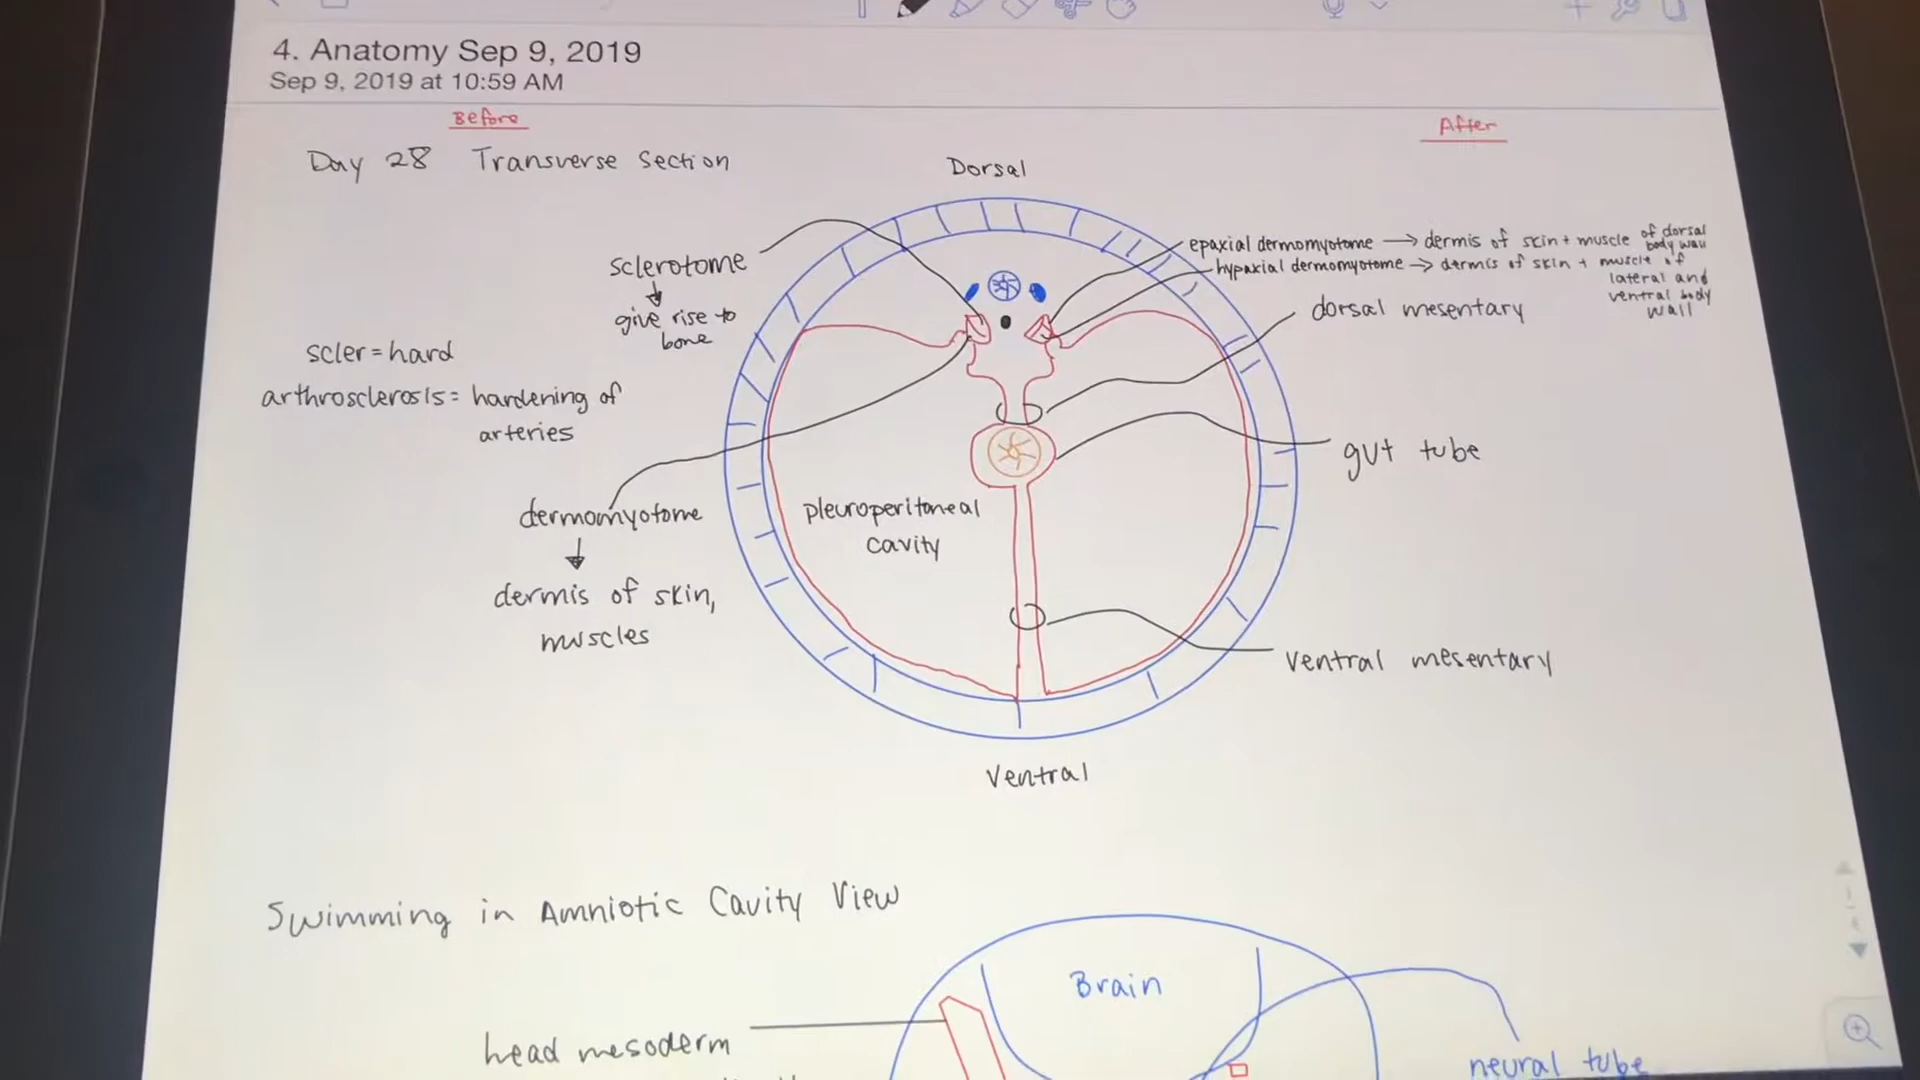 4. Anatomy Sep 9, 2019
Sep 9, 2019 at 10:59 AM
Before
After
Day 28 Transverse Section
Dorsal
sclerotome
give rise to
bone
scler = hard
arthrosclerosis = hardening of
arteries
dermomyotome
dermis of skin,
muscles
pleuroperitoneal
cavity
epaxial dermomyotome → dermis of skin + muscle of dorsal
body wall
hypaxial dermomyotome → dermis of skin + muscle of
lateral and
ventral body
wall
dorsal mesentary
gut tube
ventral mesentary
Ventral
Swimming in Amniotic Cavity View
Brain
head mesoderm
neural tube